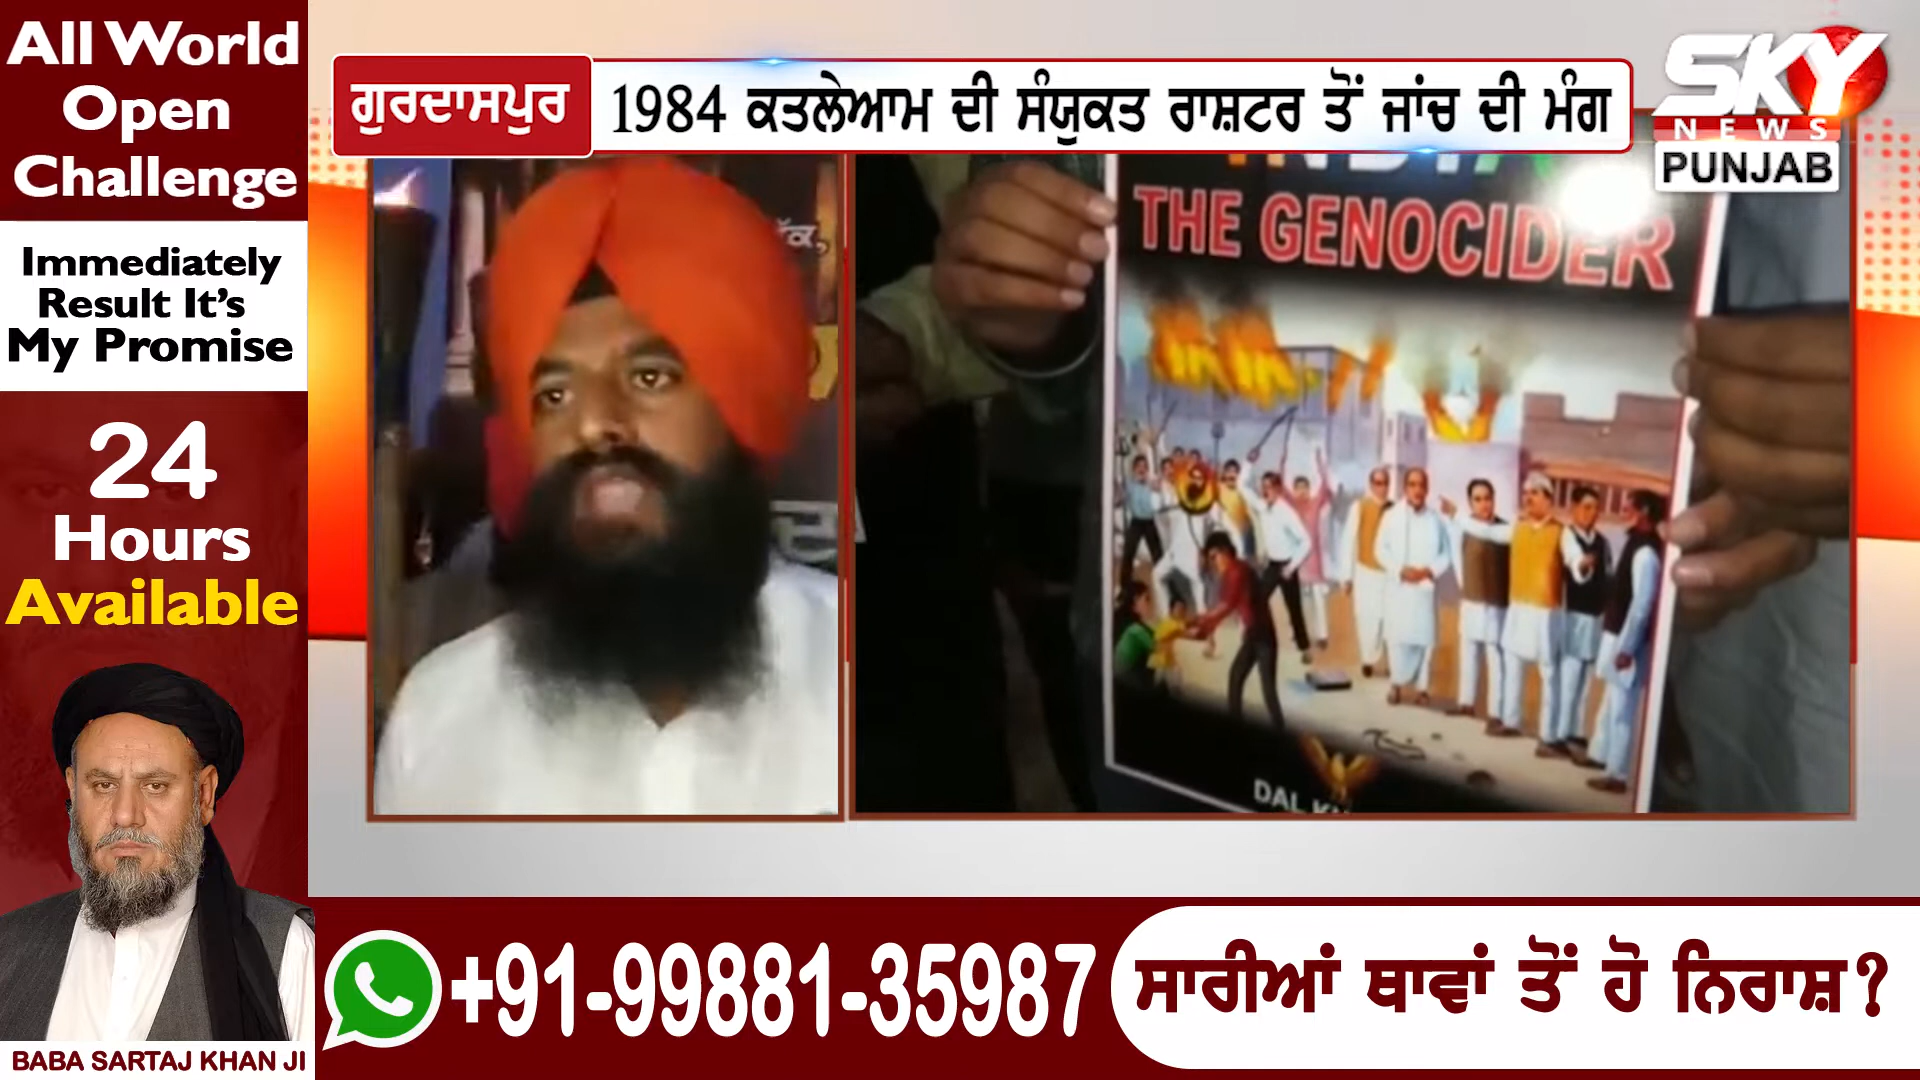 All World
Open
Challenge
Immediately
Result It's
My Promise
24
Hours
Available
BABA SARTAJ KHAN JI
ਗੁਰਦਾਸਪੁਰ
1984 ਕਤਲੇਆਮ ਦੀ ਸੰਯੁਕਤ ਰਾਸ਼ਟਰ ਤੋਂ ਜਾਂਚ ਦੀ ਮੰਗ
SKY
NEWS
PUNJAB
THE GENOCIDER
DAL
+91-99881-35987
ਸਾਰੀਆਂ ਥਾਵਾਂ ਤੋਂ ਹੋ ਨਿਰਾਸ਼?